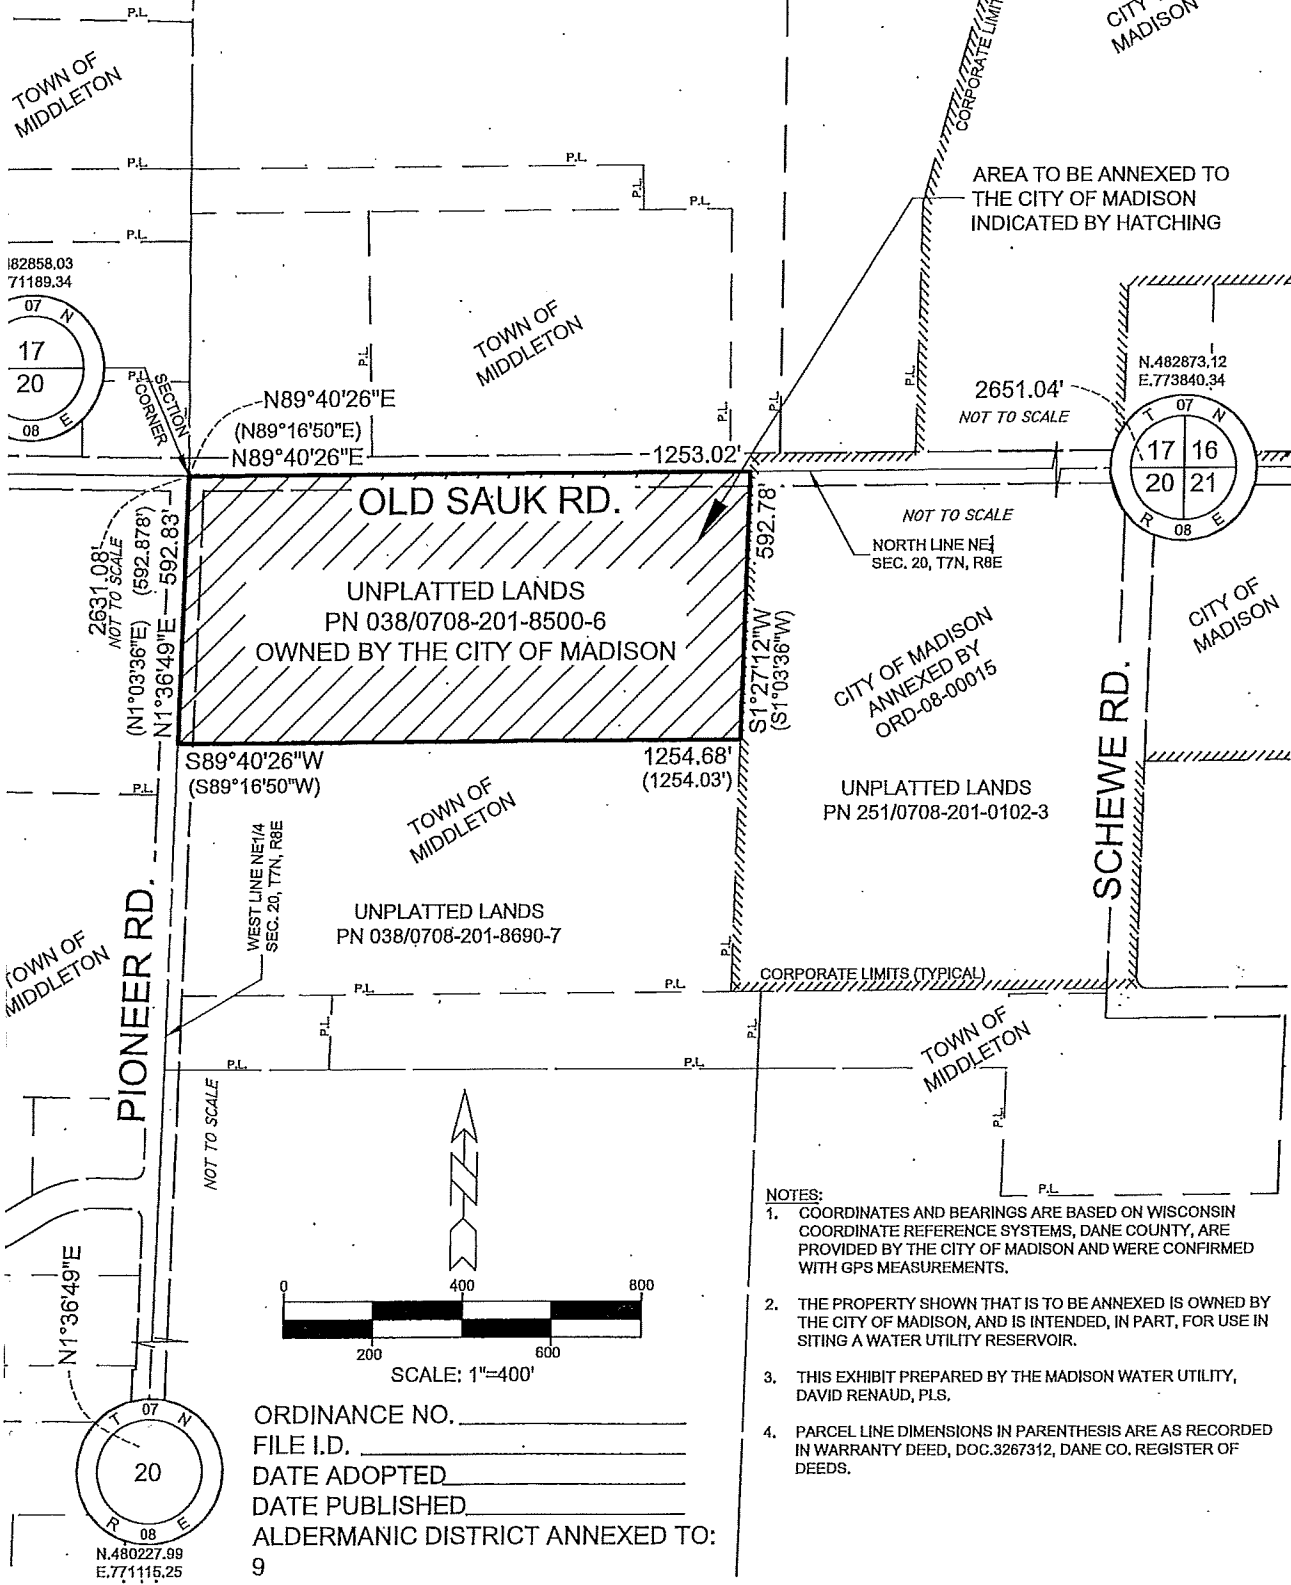 P.L.
CITY
MADISON
TOWN OF
MIDDLETON
CORPORATE LIMIT
P.L.
P.L.
P.L.
P.L.
P.L.
AREA TO BE ANNEXED TO
THE CITY OF MADISON
INDICATED BY HATCHING
482858.03
771189.34
07 N
17
20
08 E
TOWN OF
MIDDLETON
P.L.
P.L.
P.L.
P.L.
P.L.
SECTION
CORNER
N89°40'26"E
(N89°16'50"E)
N89°40'26"E
1253.02'
2651.04'
NOT TO SCALE
N.482873.12
E.773840.34
T 07 N
17 16
20 21
R 08 E
OLD SAUK RD.
592.78'
NOT TO SCALE
NORTH LINE NE¼
SEC. 20, T7N, R8E
2631.08'
NOT TO SCALE
(592.878')
592.83'
(N1°03'36"E)
N1°36'49"E
UNPLATTED LANDS
PN 038/0708-201-8500-6
OWNED BY THE CITY OF MADISON
S1°27'12"W
(S1°03'36"W)
CITY OF MADISON
ANNEXED BY
ORD-08-00015
CITY OF
MADISON
S89°40'26"W
(S89°16'50"W)
1254.68'
(1254.03')
P.L.
TOWN OF
MIDDLETON
UNPLATTED LANDS
PN 251/0708-201-0102-3
SCHEWE RD.
WEST LINE NE1/4
SEC. 20, T7N, R8E
UNPLATTED LANDS
PN 038/0708-201-8690-7
TOWN OF
MIDDLETON
PIONEER RD.
P.L.
CORPORATE LIMITS (TYPICAL)
P.L.
P.L.
P.L.
P.L.
P.L.
P.L.
TOWN OF
MIDDLETON
P.L.
P.L.
NOT TO SCALE
N1°36'49"E
0 400 800
200 600
SCALE: 1"=400'
NOTES:
1. COORDINATES AND BEARINGS ARE BASED ON WISCONSIN
COORDINATE REFERENCE SYSTEMS, DANE COUNTY, ARE
PROVIDED BY THE CITY OF MADISON AND WERE CONFIRMED
WITH GPS MEASUREMENTS.
2. THE PROPERTY SHOWN THAT IS TO BE ANNEXED IS OWNED BY
THE CITY OF MADISON, AND IS INTENDED, IN PART, FOR USE IN
SITING A WATER UTILITY RESERVOIR.
3. THIS EXHIBIT PREPARED BY THE MADISON WATER UTILITY,
DAVID RENAUD, PLS.
4. PARCEL LINE DIMENSIONS IN PARENTHESIS ARE AS RECORDED
IN WARRANTY DEED, DOC.3267312, DANE CO. REGISTER OF
DEEDS.
T 07 N
20
R 08 E
N.480227.99
E.771115.25
ORDINANCE NO.
FILE I.D.
DATE ADOPTED
DATE PUBLISHED
ALDERMANIC DISTRICT ANNEXED TO:
9